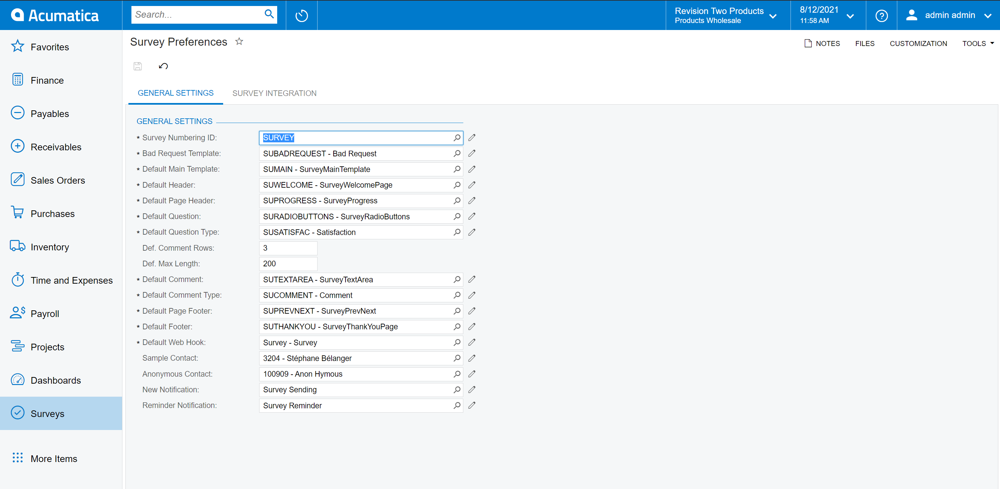 Acumatica
Search...
Revision Two Products
Products Wholesale
8/12/2021
11:58 AM
?
admin admin
Favorites
Finance
Payables
Receivables
Sales Orders
Purchases
Inventory
Time and Expenses
$
Payroll
Projects
Dashboards
Surveys
More Items
Survey Preferences
NOTES
FILES
CUSTOMIZATION
TOOLS
GENERAL SETTINGS
SURVEY INTEGRATION
GENERAL SETTINGS
* Survey Numbering ID: SURVEY
* Bad Request Template: SUBADREQUEST - Bad Request
* Default Main Template: SUMAIN - SurveyMainTemplate
* Default Header: SUWELCOME - SurveyWelcomePage
* Default Page Header: SUPROGRESS - SurveyProgress
* Default Question: SURADIOBUTTONS - SurveyRadioButtons
* Default Question Type: SUSATISFAC - Satisfaction
Def. Comment Rows: 3
Def. Max Length: 200
* Default Comment: SUTEXTAREA - SurveyTextArea
* Default Comment Type: SUCOMMENT - Comment
* Default Page Footer: SUPREVNEXT - SurveyPrevNext
* Default Footer: SUTHANKYOU - SurveyThankYouPage
* Default Web Hook: Survey - Survey
Sample Contact: 3204 - Stéphane Bélanger
Anonymous Contact: 100909 - Anon Hymous
New Notification: Survey Sending
Reminder Notification: Survey Reminder